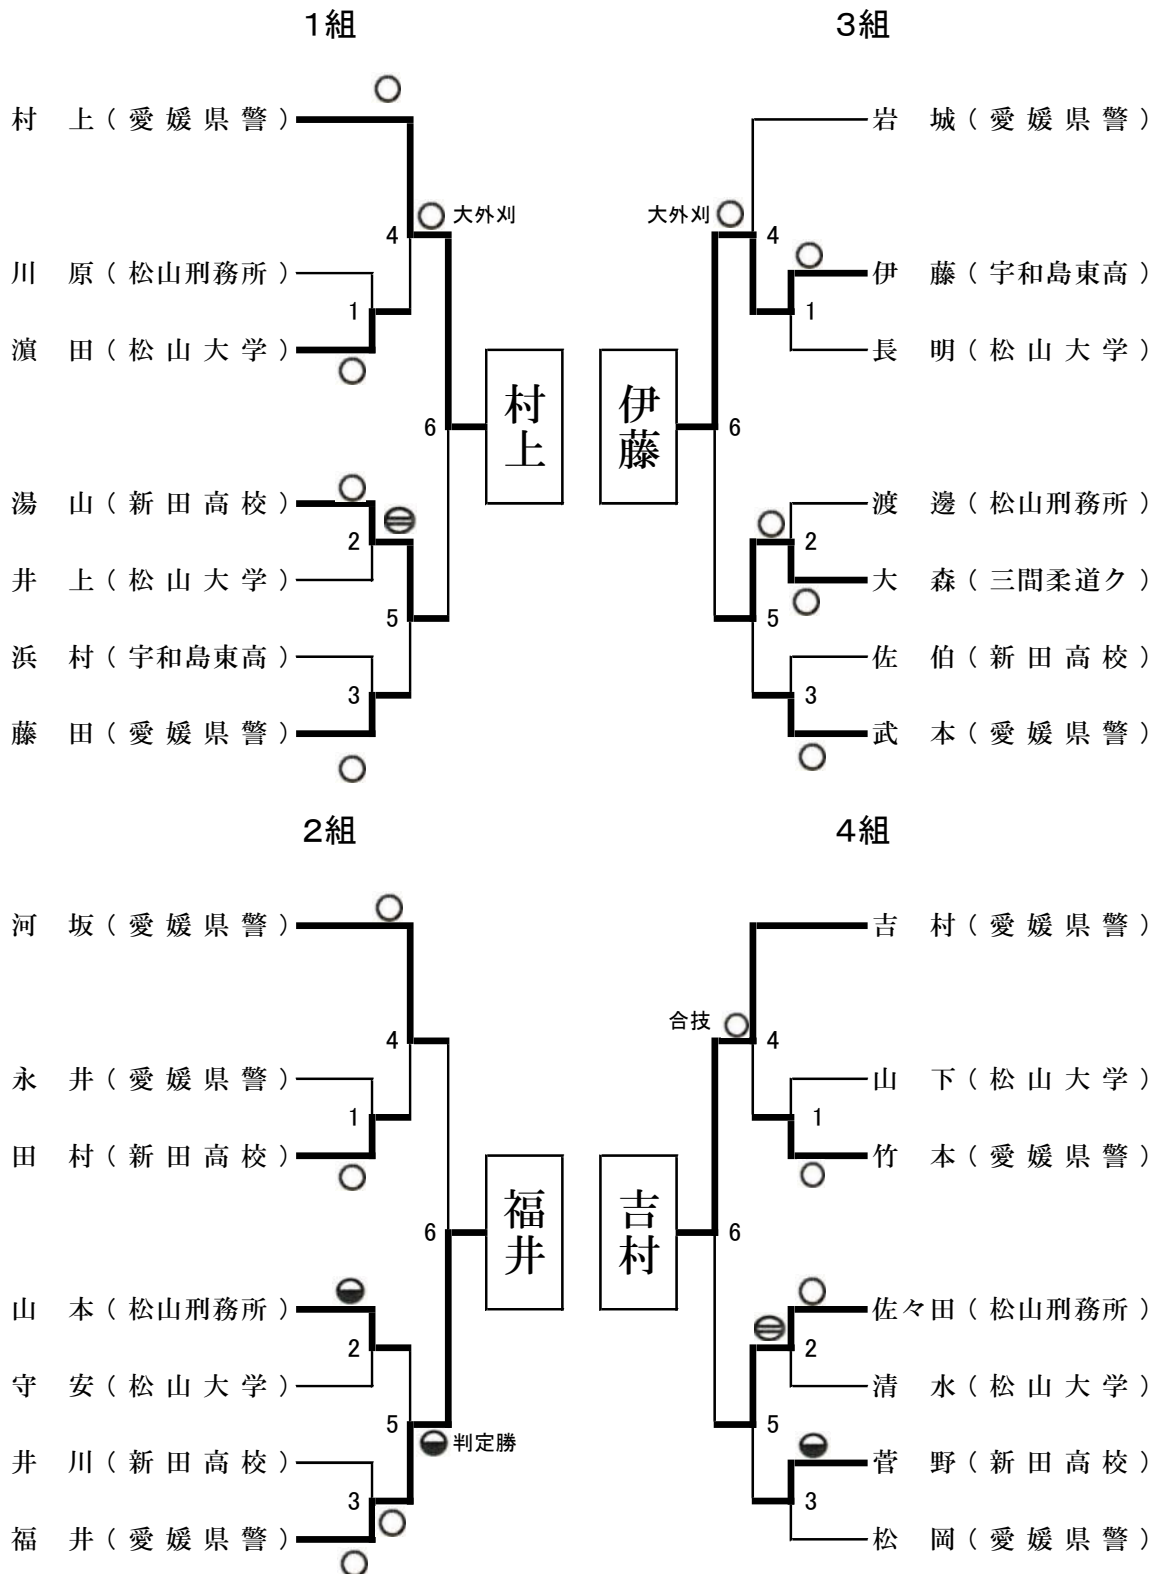 1組
村 上（愛媛県警）
4
大外刈
川 原（松山刑務所）
1
濵 田（松山大学）
6
村上
湯 山（新田高校）
2
井 上（松山大学）
5
浜 村（宇和島東高）
3
藤 田（愛媛県警）
3組
岩 城（愛媛県警）
大外刈
4
伊 藤（宇和島東高）
1
長 明（松山大学）
伊藤
6
渡 邊（松山刑務所）
2
大 森（三間柔道ク）
5
佐 伯（新田高校）
3
武 本（愛媛県警）
2組
河 坂（愛媛県警）
4
永 井（愛媛県警）
1
田 村（新田高校）
6
福井
山 本（松山刑務所）
2
守 安（松山大学）
5
判定勝
井 川（新田高校）
3
福 井（愛媛県警）
4組
吉 村（愛媛県警）
合技
4
山 下（松山大学）
1
竹 本（愛媛県警）
吉村
6
佐々田（松山刑務所）
2
清 水（松山大学）
5
菅 野（新田高校）
3
松 岡（愛媛県警）